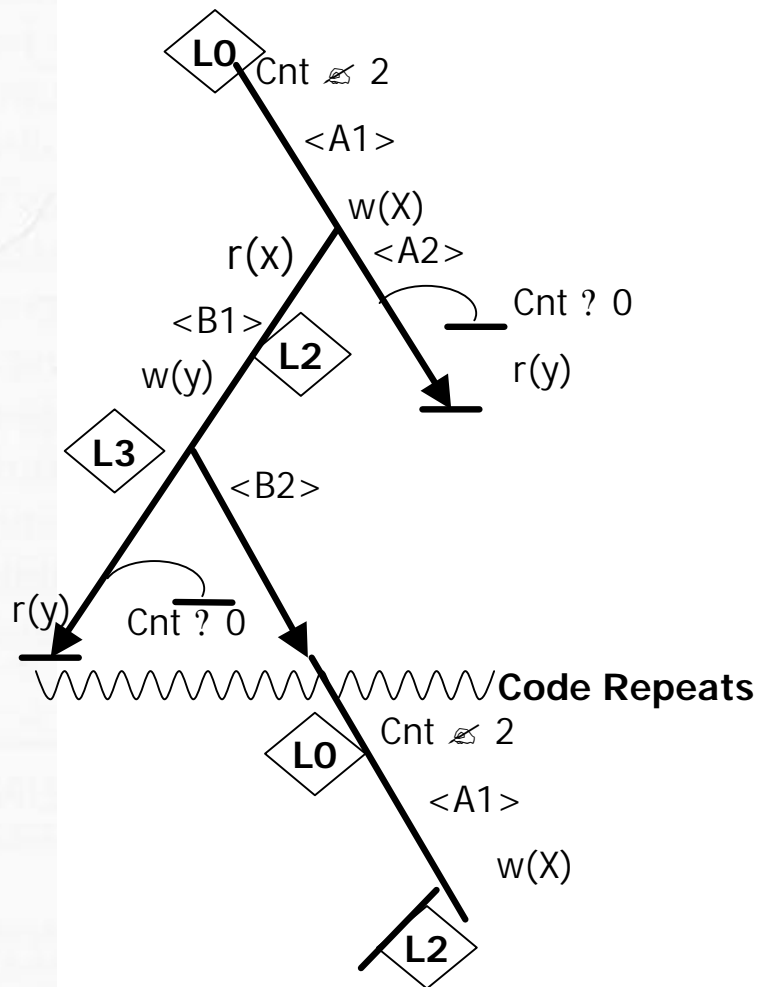 L0
Cnt ✍ 2
<A1>
w(X)
r(x)
<A2>
Cnt ? 0
<B1>
L2
w(y)
r(y)
L3
<B2>
r(y)
Cnt ? 0
Code Repeats
Cnt ✍ 2
L0
<A1>
w(X)
L2